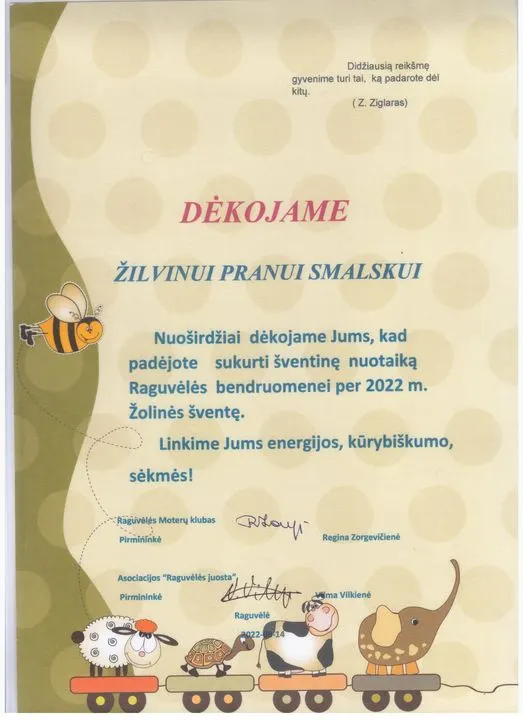 Didžiausią reikšmę
gyvenime turi tai, ką padarote dėl
kitų.
( Z. Ziglaras)
DĖKOJAME
ŽILVINUI PRANUI SMALSKUI
Nuoširdžiai dėkojame Jums, kad
padėjote sukurti šventinę nuotaiką
Raguvėlės bendruomenei per 2022 m.
Žolinės šventę.
Linkime Jums energijos, kūrybiškumo,
sėkmės!
Raguvėlės Moterų klubas
Pirmininkė Regina Zorgevičienė
Asociacijos “Raguvėlės juosta”
Pirmininkė Vilkienė
Raguvėlė